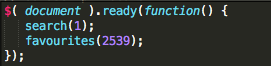 $( document ).ready(function() {
    search(1);
    favourites(2539);
});